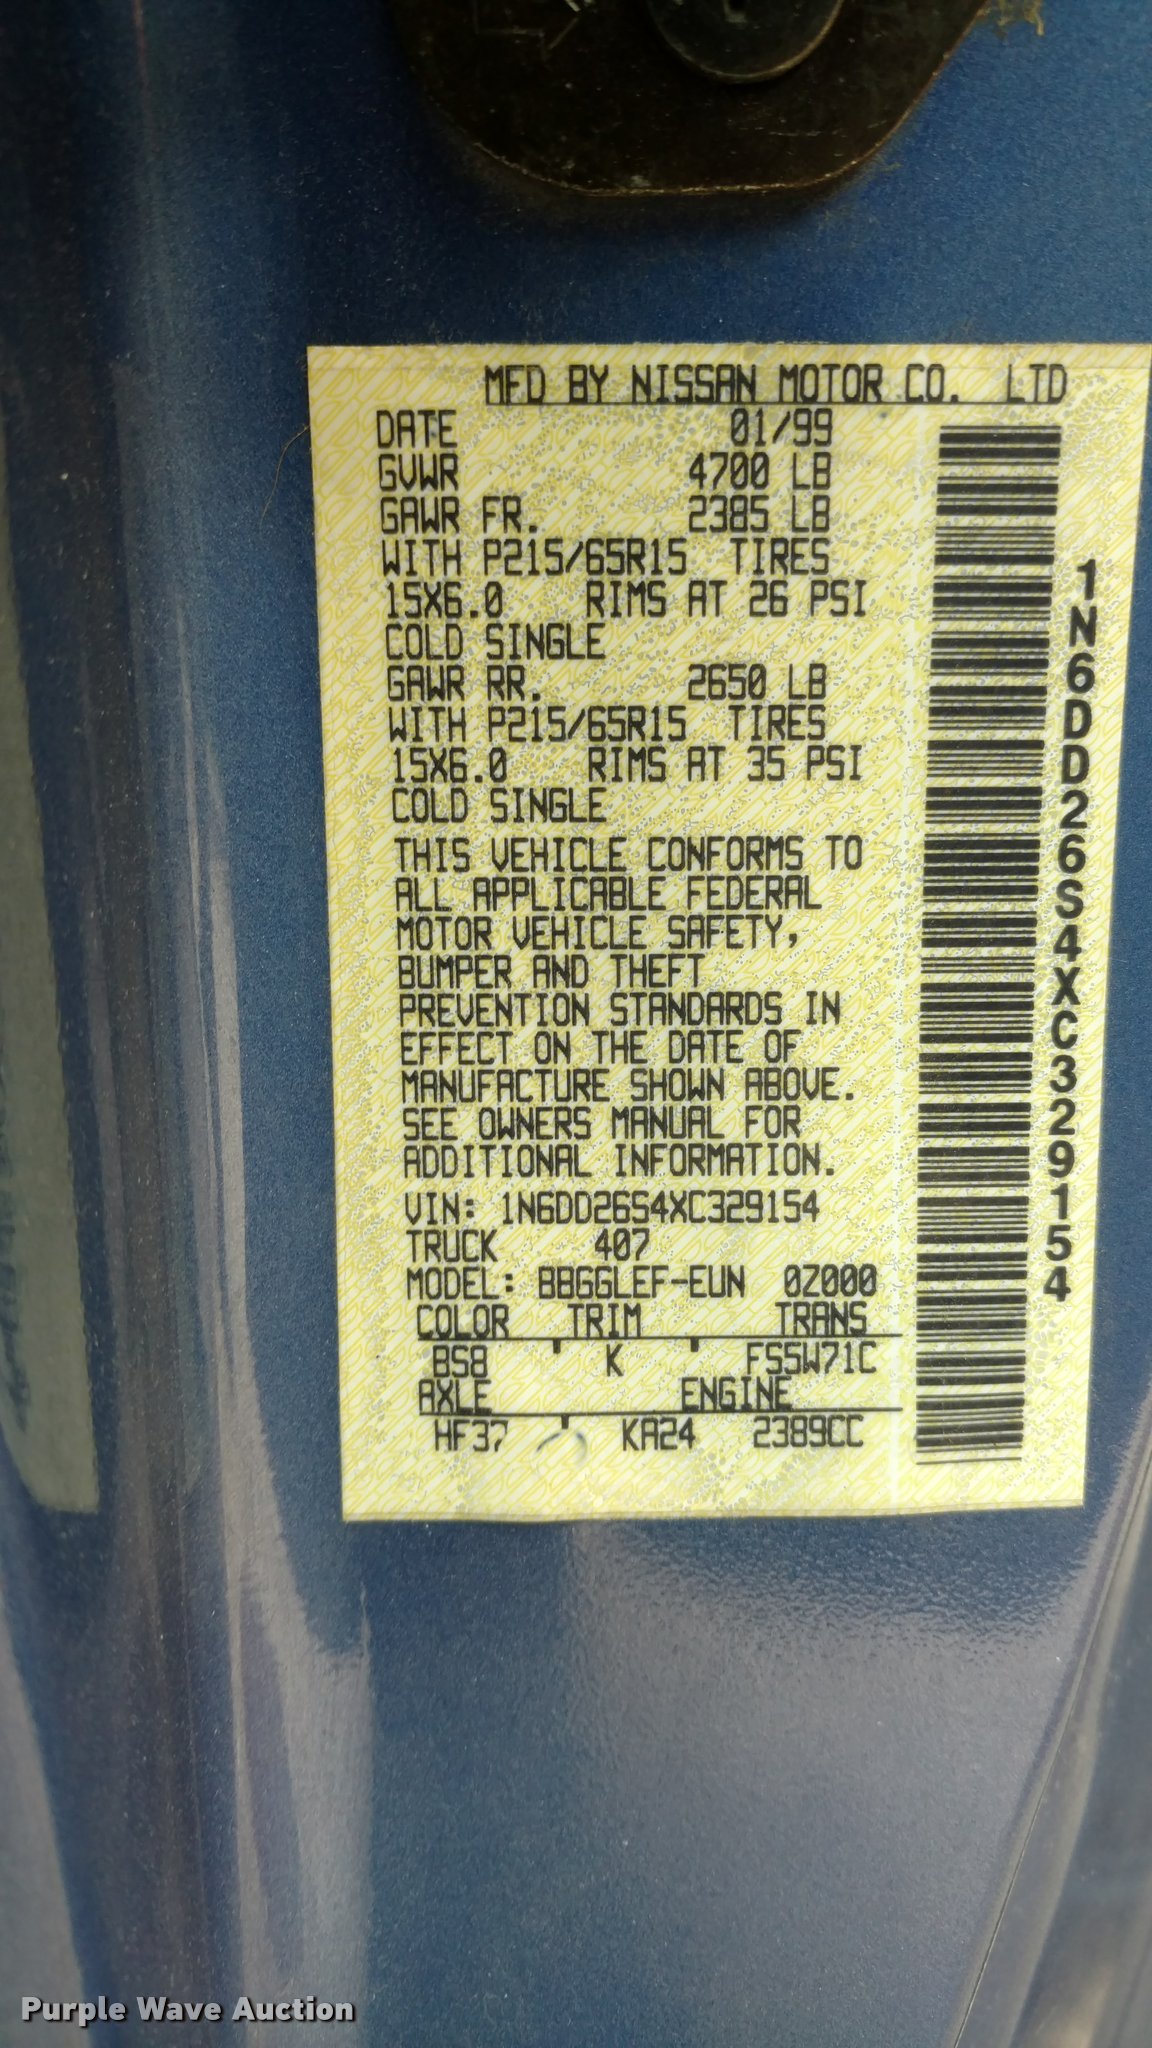 MFD BY NISSAN MOTOR CO. LTD
DATE 01/99
GVWR 4700 LB
GAWR FR. 2385 LB
WITH P215/65R15 TIRES
15X6.0 RIMS AT 26 PSI
COLD SINGLE
GAWR RR. 2650 LB
WITH P215/65R15 TIRES
15X6.0 RIMS AT 35 PSI
COLD SINGLE
THIS VEHICLE CONFORMS TO
ALL APPLICABLE FEDERAL
MOTOR VEHICLE SAFETY,
BUMPER AND THEFT
PREVENTION STANDARDS IN
EFFECT ON THE DATE OF
MANUFACTURE SHOWN ABOVE.
SEE OWNERS MANUAL FOR
ADDITIONAL INFORMATION.
VIN: 1N6DD26S4XC329154
TRUCK 407
MODEL: BBGGLEF-EUN 0Z000
COLOR TRIM TRANS
BS8 K FS5W71C
AXLE ENGINE
HF37 KA24 2389CC
1N6DD26S4XC329154
Purple Wave Auction